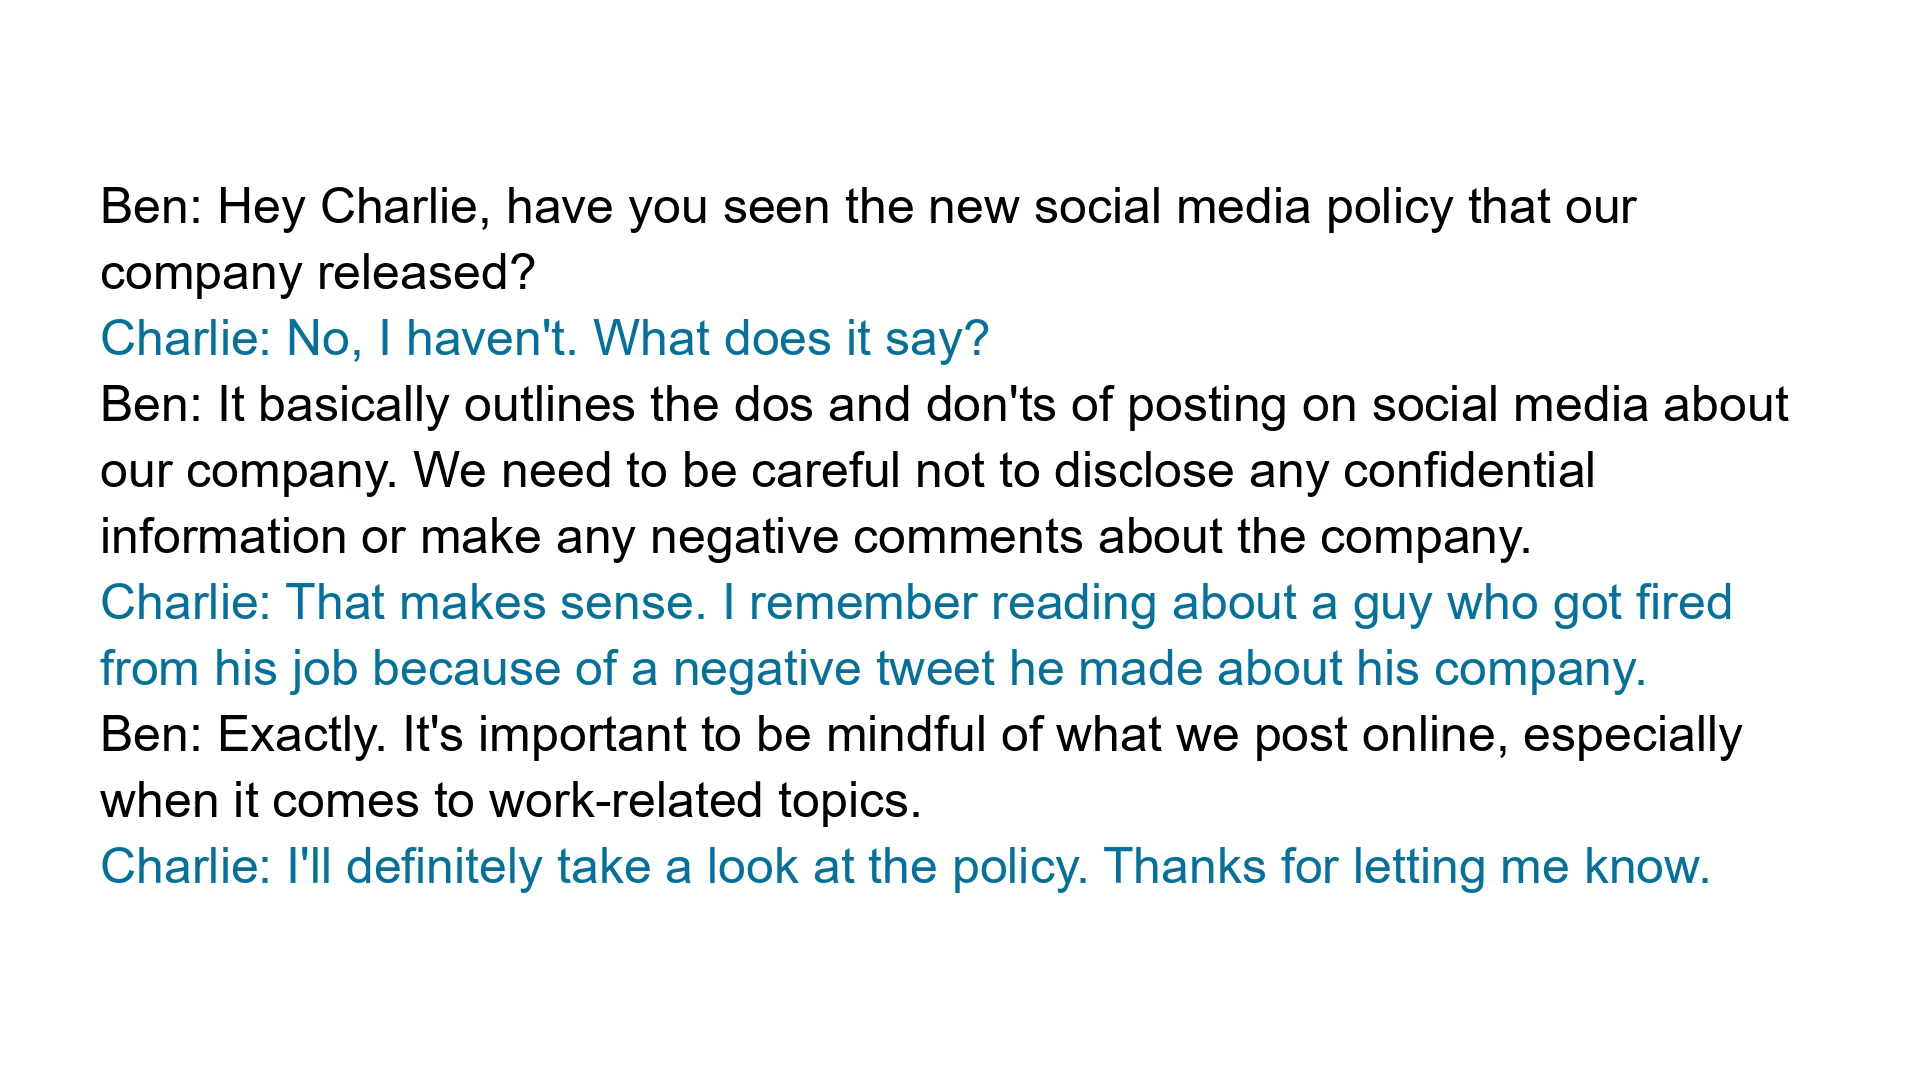 Ben: Hey Charlie, have you seen the new social media policy that our
company released?
Charlie: No, I haven't. What does it say?
Ben: It basically outlines the dos and don'ts of posting on social media about
our company. We need to be careful not to disclose any confidential
information or make any negative comments about the company.
Charlie: That makes sense. I remember reading about a guy who got fired
from his job because of a negative tweet he made about his company.
Ben: Exactly. It's important to be mindful of what we post online, especially
when it comes to work-related topics.
Charlie: I'll definitely take a look at the policy. Thanks for letting me know.